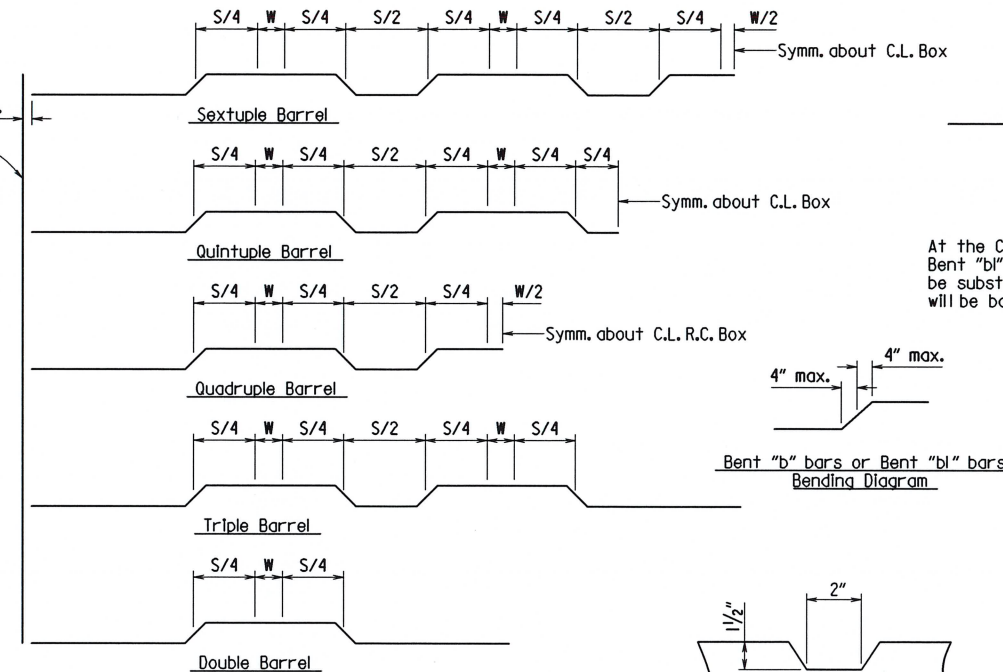 S/4 W S/4 S/2 S/4 W S/4 S/2 S/4 W/2
Symm. about C.L. Box
Sextuple Barrel
S/4 W S/4 S/2 S/4 W S/4 S/4
Symm. about C.L. Box
Quintuple Barrel
At the C
Bent "bl"
be subst
will be ba
S/4 W S/4 S/2 S/4 W/2
Symm. about C.L. R.C. Box
Quadruple Barrel
4" max.
4" max.
Bent "b" bars or Bent "bl" bars
Bending Diagram
S/4 W S/4 S/2 S/4 W S/4
Triple Barrel
S/4 W S/4
Double Barrel
2"
1½"